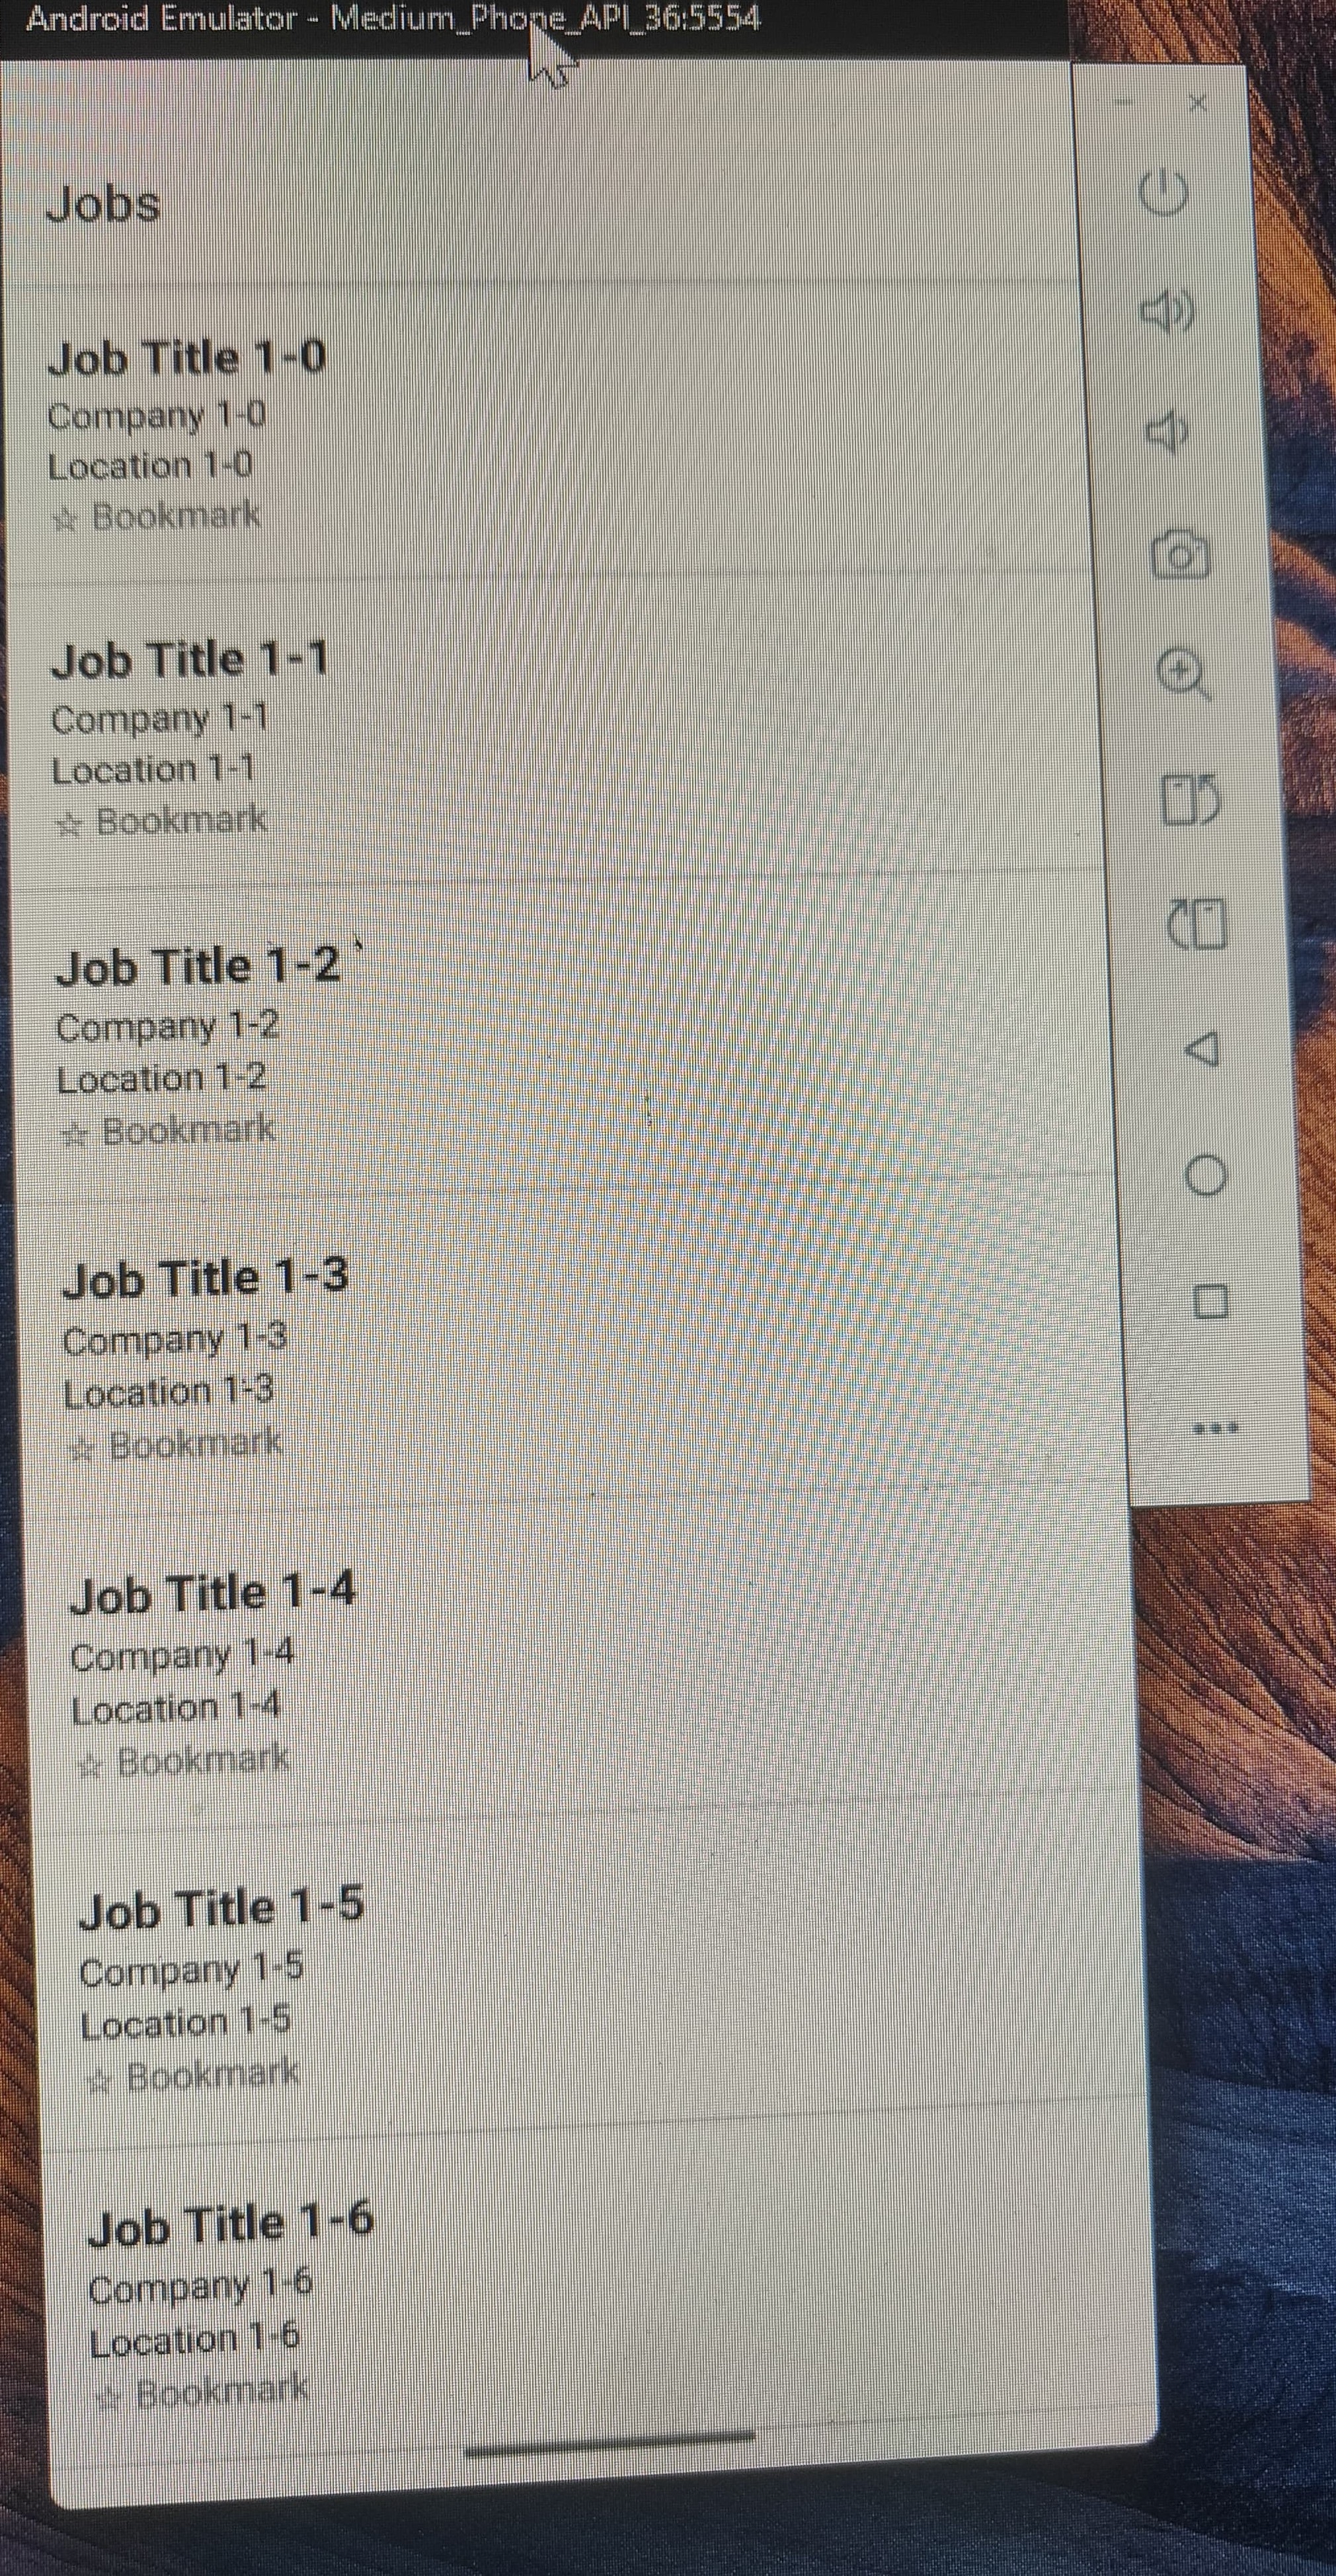 Android Emulator - Medium_Phone_API_36:5554
Jobs
Job Title 1-0
Company 1-0
Location 1-0
☆ Bookmark
Job Title 1-1
Company 1-1
Location 1-1
☆ Bookmark
Job Title 1-2
Company 1-2
Location 1-2
☆ Bookmark
Job Title 1-3
Company 1-3
Location 1-3
☆ Bookmark
Job Title 1-4
Company 1-4
Location 1-4
☆ Bookmark
Job Title 1-5
Company 1-5
Location 1-5
☆ Bookmark
Job Title 1-6
Company 1-6
Location 1-6
☆ Bookmark